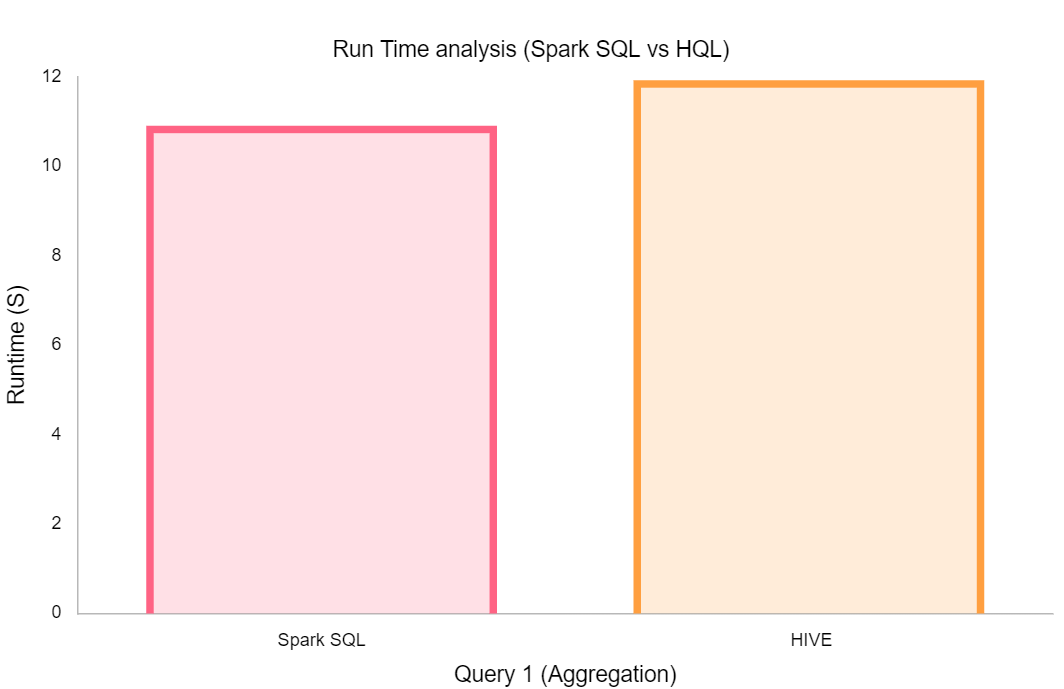 Run Time analysis (Spark SQL vs HQL)
12
10
8
6
4
2
0
Runtime (S)
Spark SQL
HIVE
Query 1 (Aggregation)